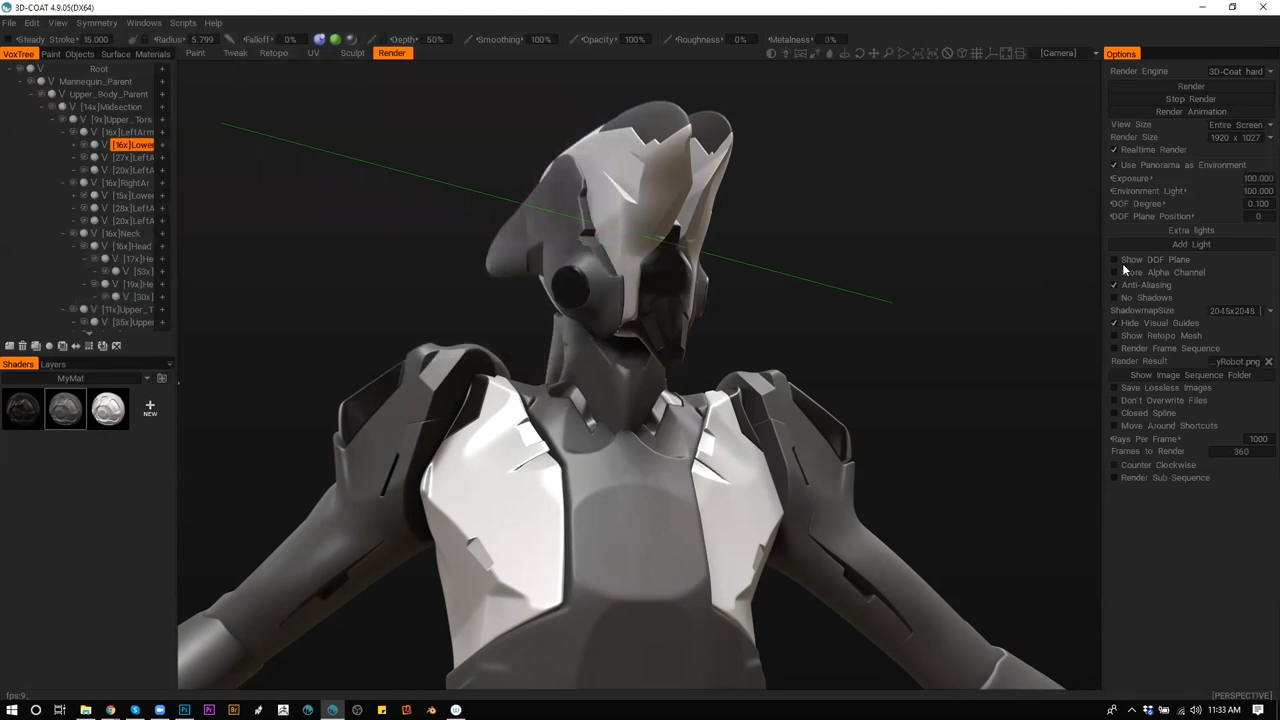 3D-COAT 4.9.05(DX64)
File Edit View Symmetry Windows Scripts Help
Steady Stroke 15.000 Radius 5.799 Falloff 0% Depth 50% Smoothing 100% Opacity 100% Roughness 0% Metalness 0%
VoxTree Paint Objects Surface Materials Paint Tweak Retopo UV Sculpt Render [Camera] Options
Root
Mannequin_Parent
Upper_Body_Parent
[14x]Midsection
[9x]Upper_Tors
[16x]LeftArm
[16x]Lower
[27x]LeftA
[20x]LeftA
[16x]RightAr
[15x]Lower
[28x]LeftA
[20x]LeftA
[16x]Neck
[16x]Head
[17x]He
[53x]
[19x]He
[30x]
[11x]Upper_T
[35x]Upper
Shaders Layers
MyMat
NEW
Render Engine 3D-Coat hard
Render
Stop Render
Render Animation
View Size Entire Screen
Render Size 1920 x 1027
Realtime Render
Use Panorama as Environment
Exposure 100.000
Environment Light 100.000
DOF Degree 0.100
DOF Plane Position 0
Extra lights
Add Light
Show DOF Plane
ore Alpha Channel
Anti-Aliasing
No Shadows
ShadowmapSize 2048x2048
Hide Visual Guides
Show Retopo Mesh
Render Frame Sequence
Render Result ...yRobot.png
Show Image Sequence Folder
Save Lossless Images
Don't Overwrite Files
Closed Spline
Move Around Shortcuts
Rays Per Frame 1000
Frames to Render 360
Counter Clockwise
Render Sub-Sequence
fps:9; [PERSPECTIVE]
11:33 AM